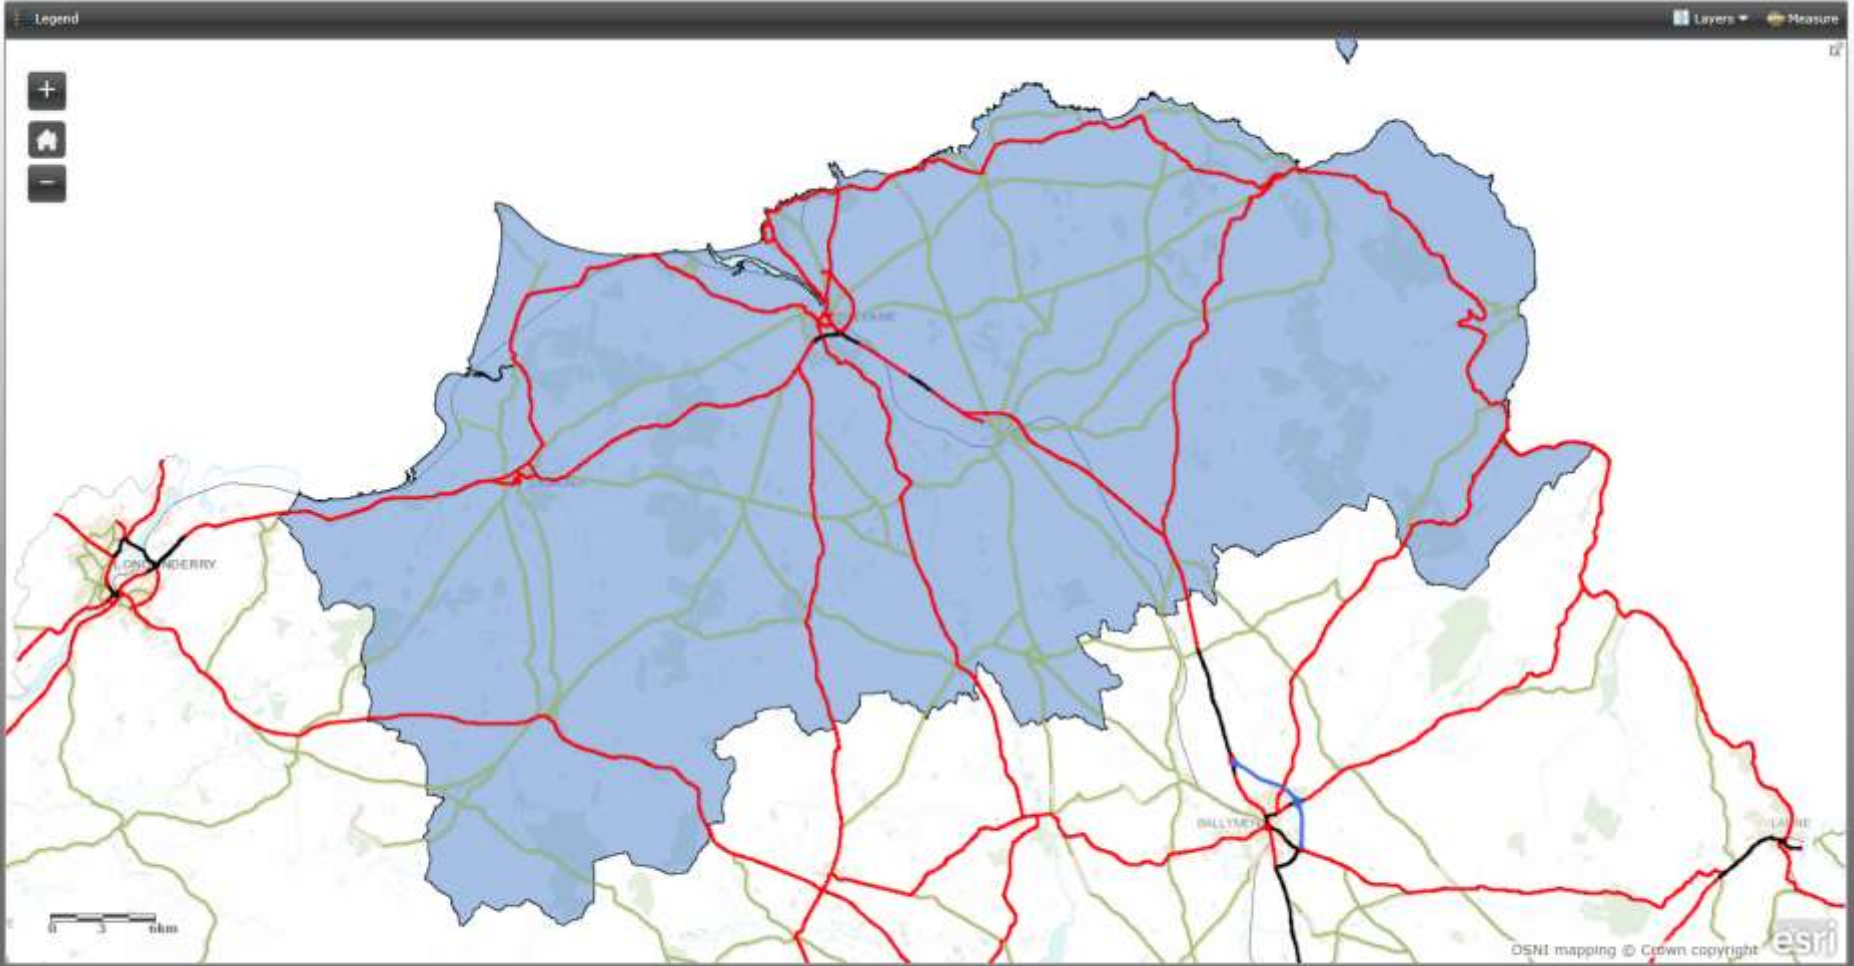 Legend
Layers
Measure
+
−
LONDONDERRY
0 3 6km
OSNI mapping © Crown copyright
esri